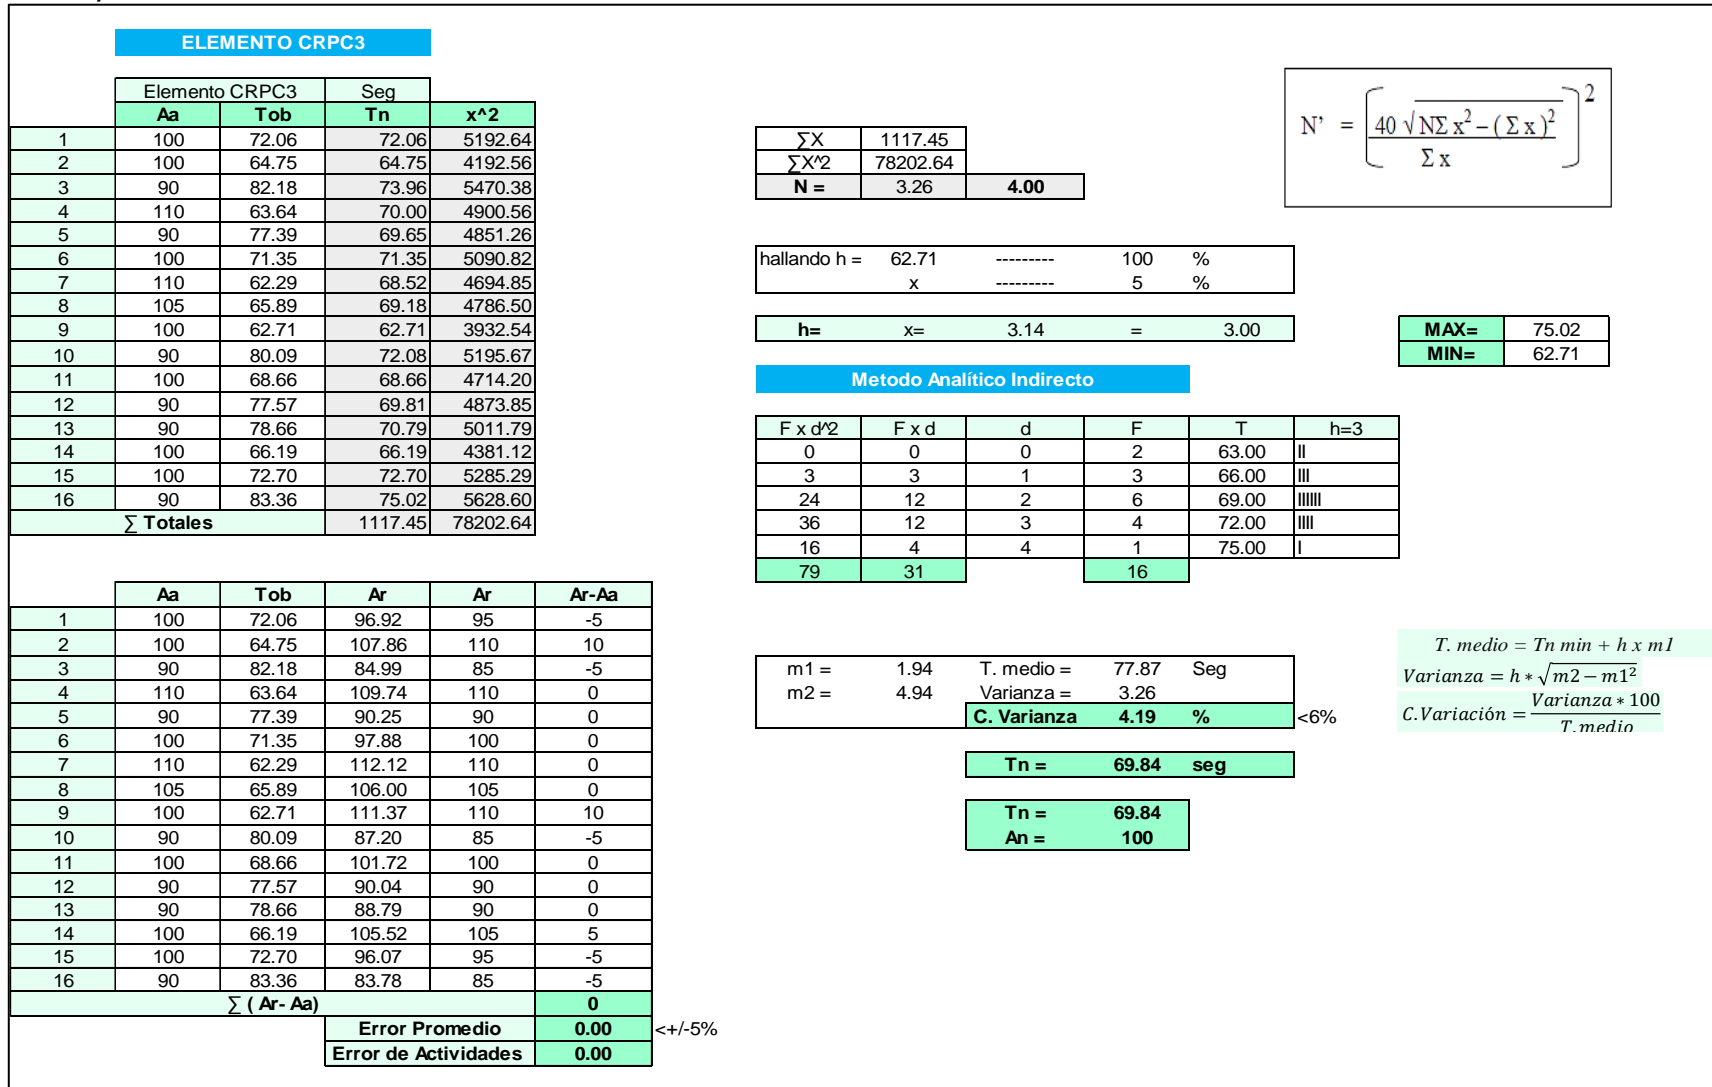 ELEMENTO CRPC3
Elemento CRPC3 Seg
Aa Tob Tn x^2
1 100 72.06 72.06 5192.64
2 100 64.75 64.75 4192.56
3 90 82.18 73.96 5470.38
4 110 63.64 70.00 4900.56
5 90 77.39 69.65 4851.26
6 100 71.35 71.35 5090.82
7 110 62.29 68.52 4694.85
8 105 65.89 69.18 4786.50
9 100 62.71 62.71 3932.54
10 90 80.09 72.08 5195.67
11 100 68.66 68.66 4714.20
12 90 77.57 69.81 4873.85
13 90 78.66 70.79 5011.79
14 100 66.19 66.19 4381.12
15 100 72.70 72.70 5285.29
16 90 83.36 75.02 5628.60
∑ Totales 1117.45 78202.64
∑X 1117.45
∑X^2 78202.64
N = 3.26 4.00
N' = [40 √NΣ x² – (Σ x)² / Σ x]²
hallando h = 62.71 --------- 100 %
x --------- 5 %
h= x= 3.14 = 3.00
MAX= 75.02
MIN= 62.71
Metodo Analítico Indirecto
F x d^2 F x d d F T h=3
0 0 0 2 63.00 II
3 3 1 3 66.00 III
24 12 2 6 69.00 IIIIII
36 12 3 4 72.00 IIII
16 4 4 1 75.00 I
79 31 16
Aa Tob Ar Ar Ar-Aa
1 100 72.06 96.92 95 -5
2 100 64.75 107.86 110 10
3 90 82.18 84.99 85 -5
4 110 63.64 109.74 110 0
5 90 77.39 90.25 90 0
6 100 71.35 97.88 100 0
7 110 62.29 112.12 110 0
8 105 65.89 106.00 105 0
9 100 62.71 111.37 110 10
10 90 80.09 87.20 85 -5
11 100 68.66 101.72 100 0
12 90 77.57 90.04 90 0
13 90 78.66 88.79 90 0
14 100 66.19 105.52 105 5
15 100 72.70 96.07 95 -5
16 90 83.36 83.78 85 -5
∑ ( Ar- Aa) 0
Error Promedio 0.00 <+/-5%
Error de Actividades 0.00
m1 = 1.94 T. medio = 77.87 Seg
m2 = 4.94 Varianza = 3.26
C. Varianza 4.19 % <6%
Tn = 69.84 seg
Tn = 69.84
An = 100
T. medio = Tn min + h x m1
Varianza = h * √m2 − m1²
C.Variación = Varianza * 100 / T.medio